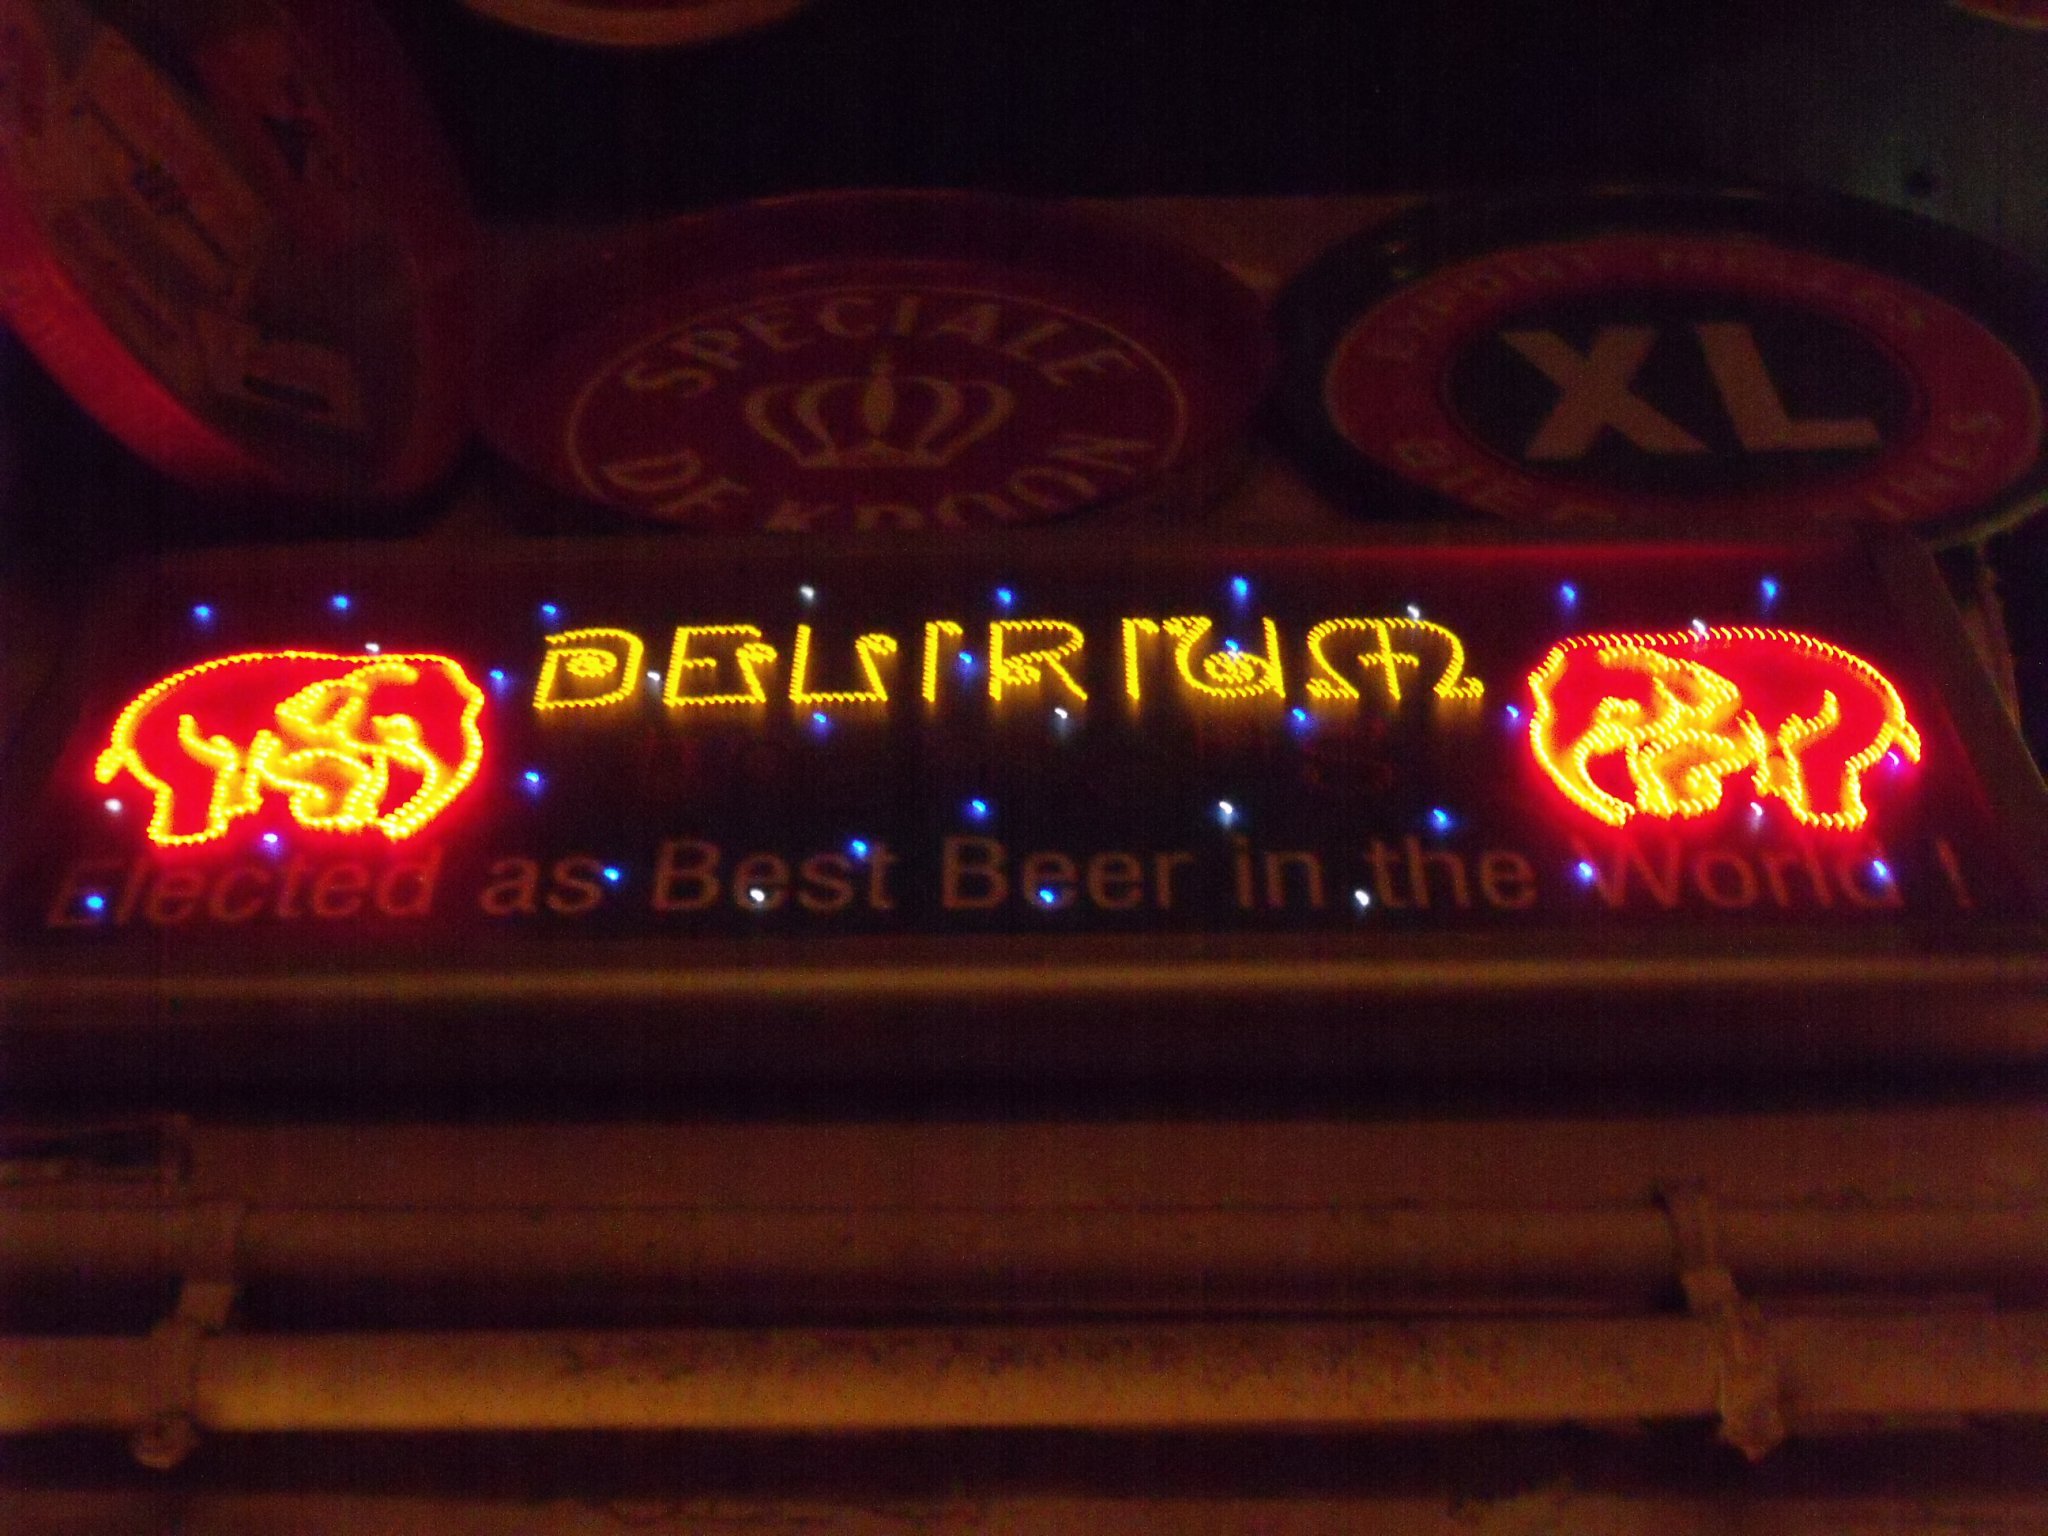 SPECIALE
DE KROON
XL
DELIRIUM
Elected as Best Beer in the World !